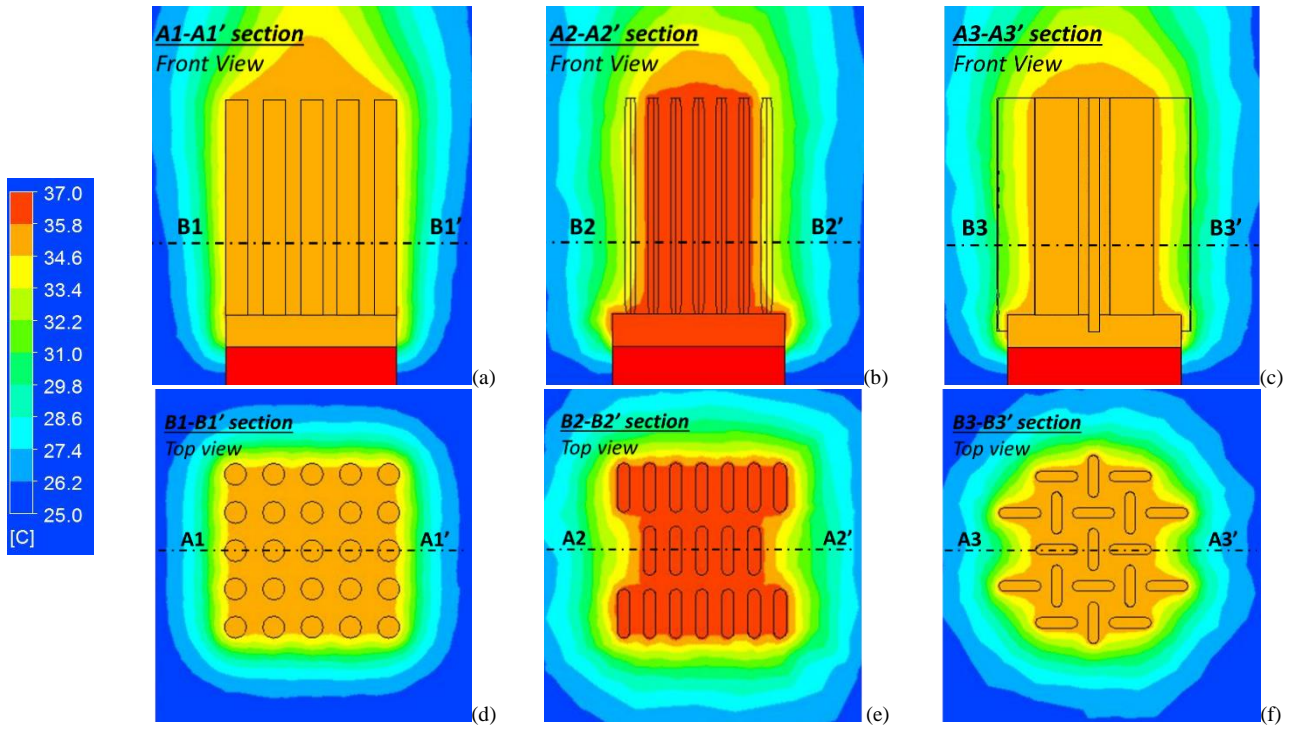 A1-A1’ section
Front View
B1
B1’
(a)
A2-A2’ section
Front View
B2
B2’
(b)
A3-A3’ section
Front View
B3
B3’
(c)
37.0
35.8
34.6
33.4
32.2
31.0
29.8
28.6
27.4
26.2
25.0
[C]
B1-B1’ section
Top view
A1
A1’
(d)
B2-B2’ section
Top view
A2
A2’
(e)
B3-B3’ section
Top view
A3
A3’
(f)